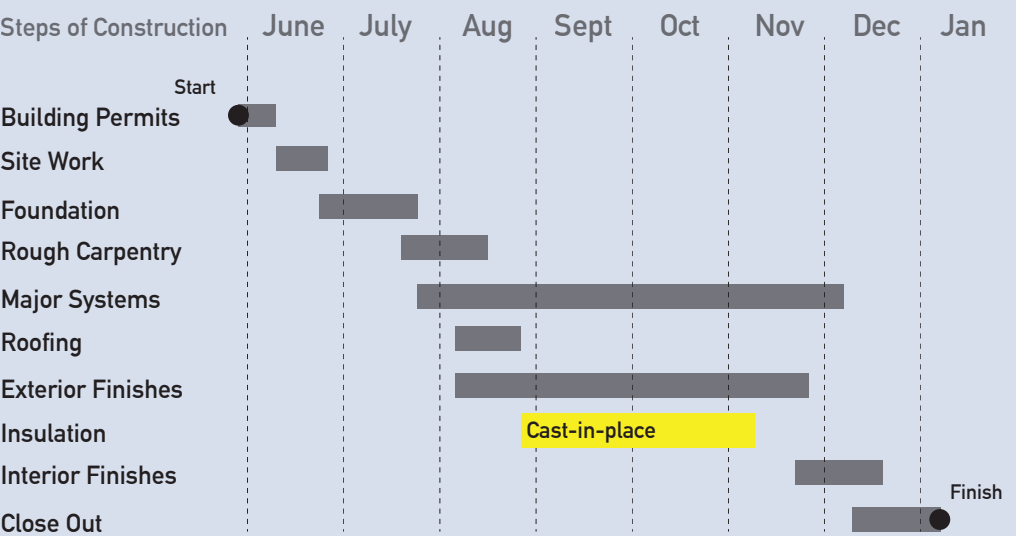 Steps of Construction June July Aug Sept Oct Nov Dec Jan
Start
Building Permits
Site Work
Foundation
Rough Carpentry
Major Systems
Roofing
Exterior Finishes
Insulation Cast-in-place
Interior Finishes
Finish
Close Out